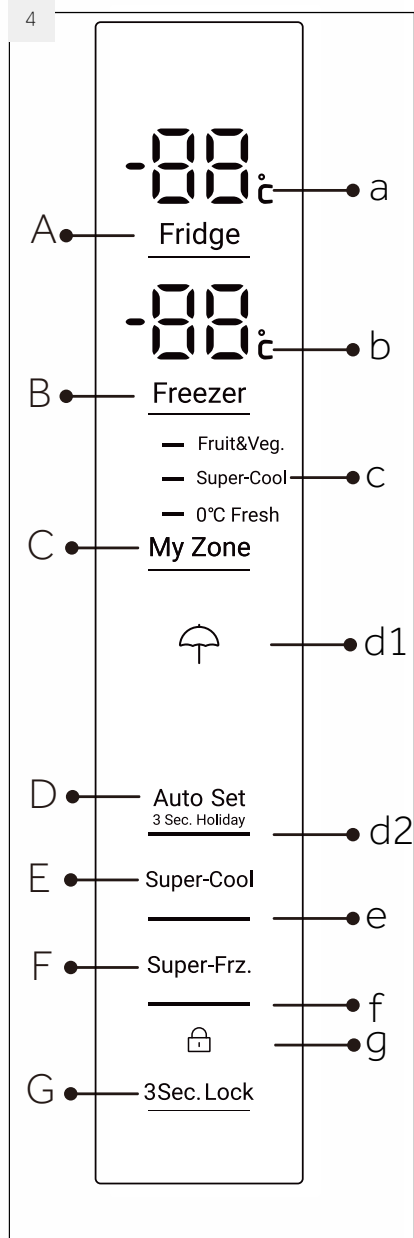 4
-88°c
a
A
Fridge
-88°c
b
B
Freezer
Fruit&Veg.
Super-Cool
c
0°C Fresh
C
My Zone
d1
D
Auto Set
3 Sec. Holiday
d2
E
Super-Cool
e
F
Super-Frz.
f
g
G
3Sec. Lock